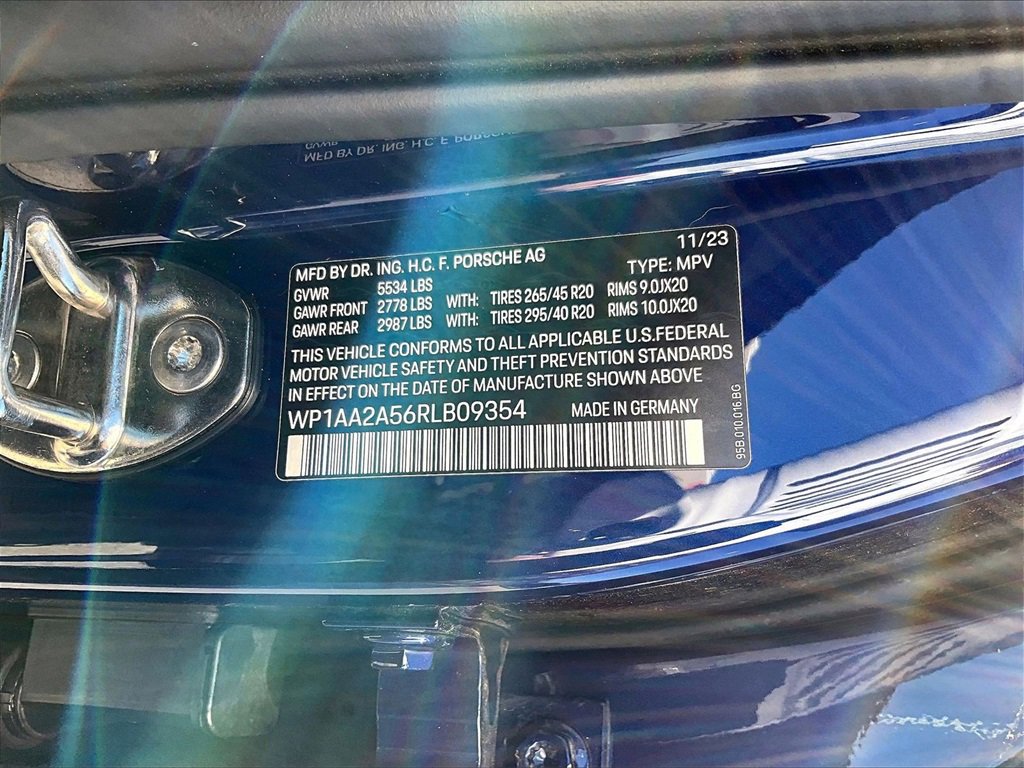 MFD BY DR. ING. H.C. F. PORSCHE AG 11/23
GVWR 5534 LBS TYPE: MPV
GAWR FRONT 2778 LBS WITH: TIRES 265/45 R20 RIMS 9.0JX20
GAWR REAR 2987 LBS WITH: TIRES 295/40 R20 RIMS 10.0JX20
THIS VEHICLE CONFORMS TO ALL APPLICABLE U.S.FEDERAL
MOTOR VEHICLE SAFETY AND THEFT PREVENTION STANDARDS
IN EFFECT ON THE DATE OF MANUFACTURE SHOWN ABOVE
WP1AA2A56RLB09354 MADE IN GERMANY
95B.010.016.BG